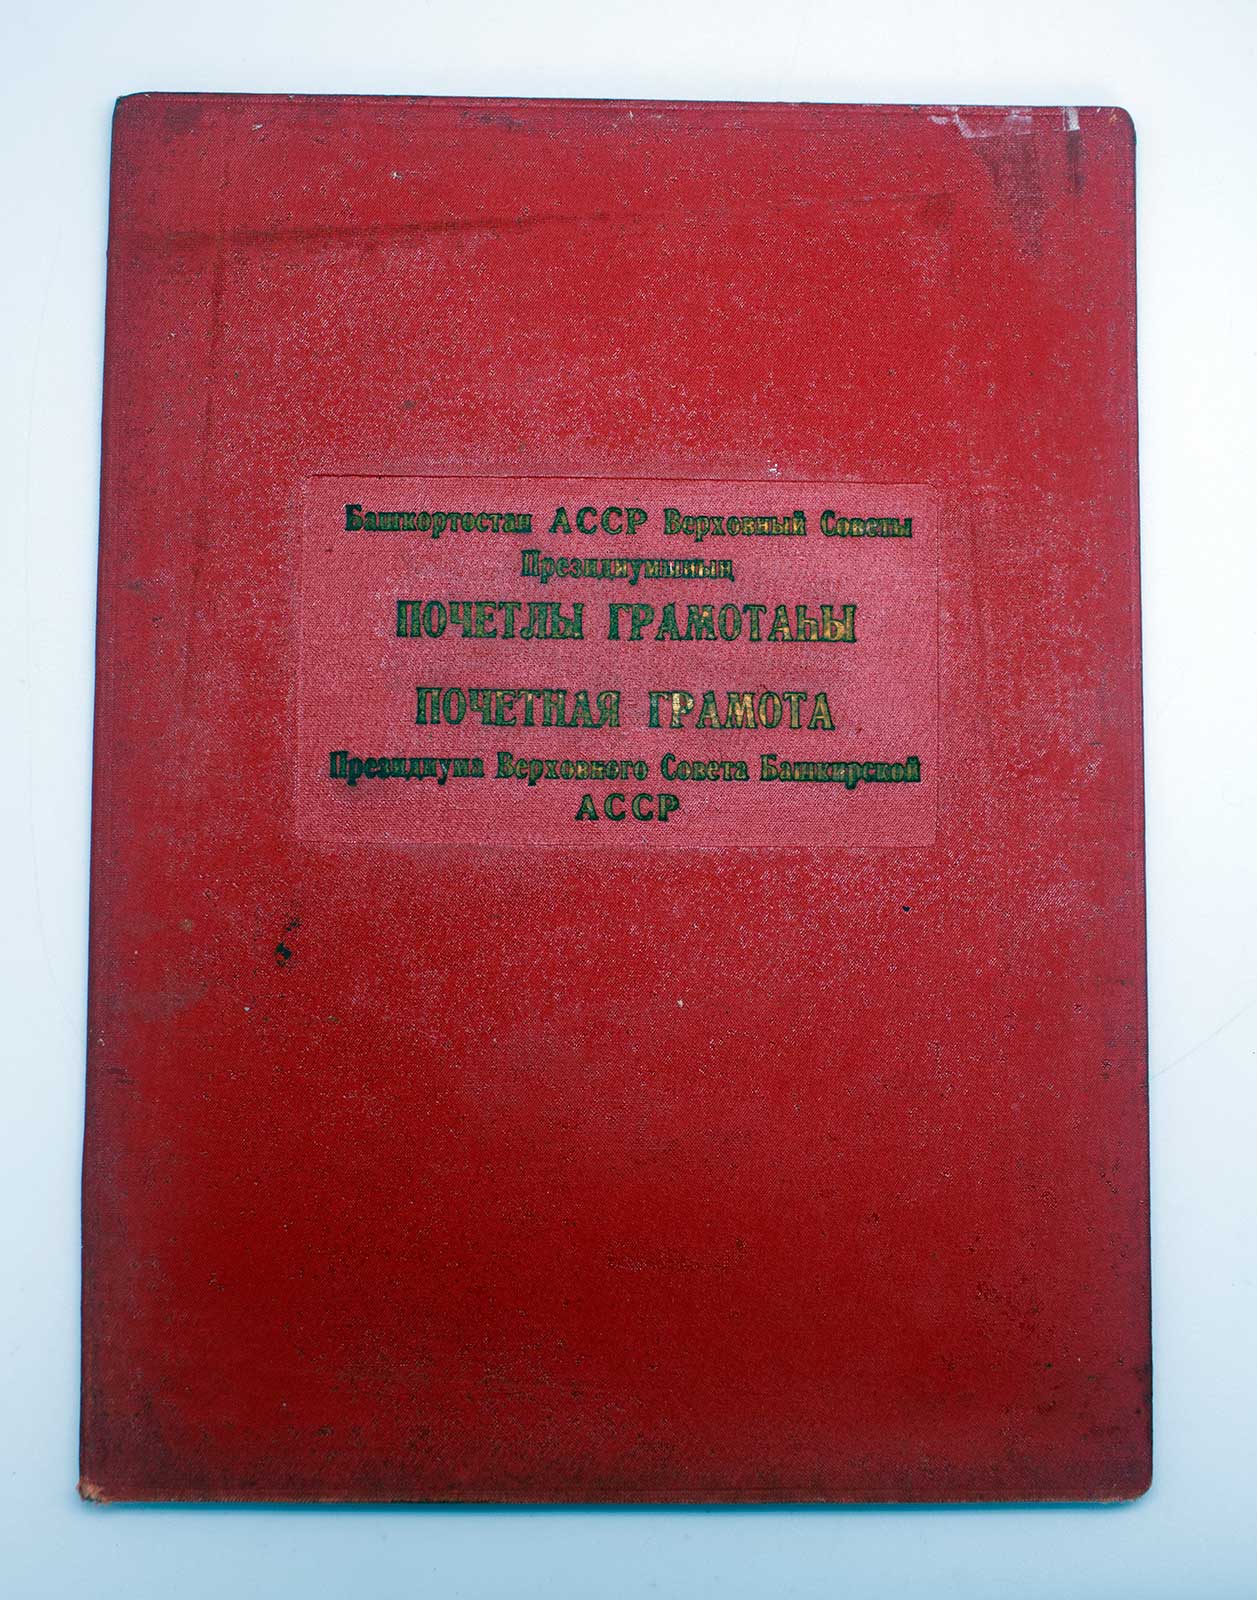 Башкортостан АССР Верховный Советы
Президиумының
ПОЧЕТЛЫ ГРАМОТАҺЫ
ПОЧЕТНАЯ ГРАМОТА
Президиума Верховного Совета Башкирской
АССР